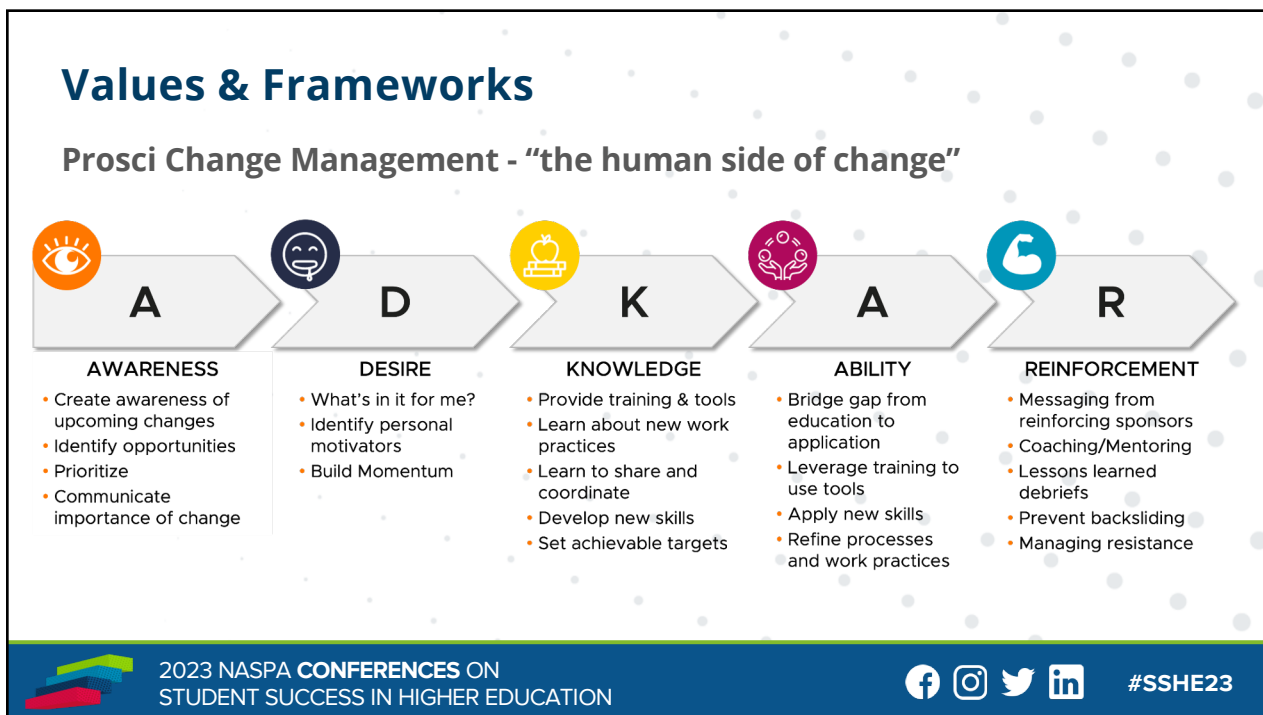 Values & Frameworks
Prosci Change Management - “the human side of change”
A
D
K
A
R
AWARENESS
• Create awareness of
upcoming changes
• Identify opportunities
• Prioritize
• Communicate
importance of change
DESIRE
• What’s in it for me?
• Identify personal
motivators
• Build Momentum
KNOWLEDGE
• Provide training & tools
• Learn about new work
practices
• Learn to share and
coordinate
• Develop new skills
• Set achievable targets
ABILITY
• Bridge gap from
education to
application
• Leverage training to
use tools
• Apply new skills
• Refine processes
and work practices
REINFORCEMENT
• Messaging from
reinforcing sponsors
• Coaching/Mentoring
• Lessons learned
debriefs
• Prevent backsliding
• Managing resistance
2023 NASPA CONFERENCES ON
STUDENT SUCCESS IN HIGHER EDUCATION
#SSHE23